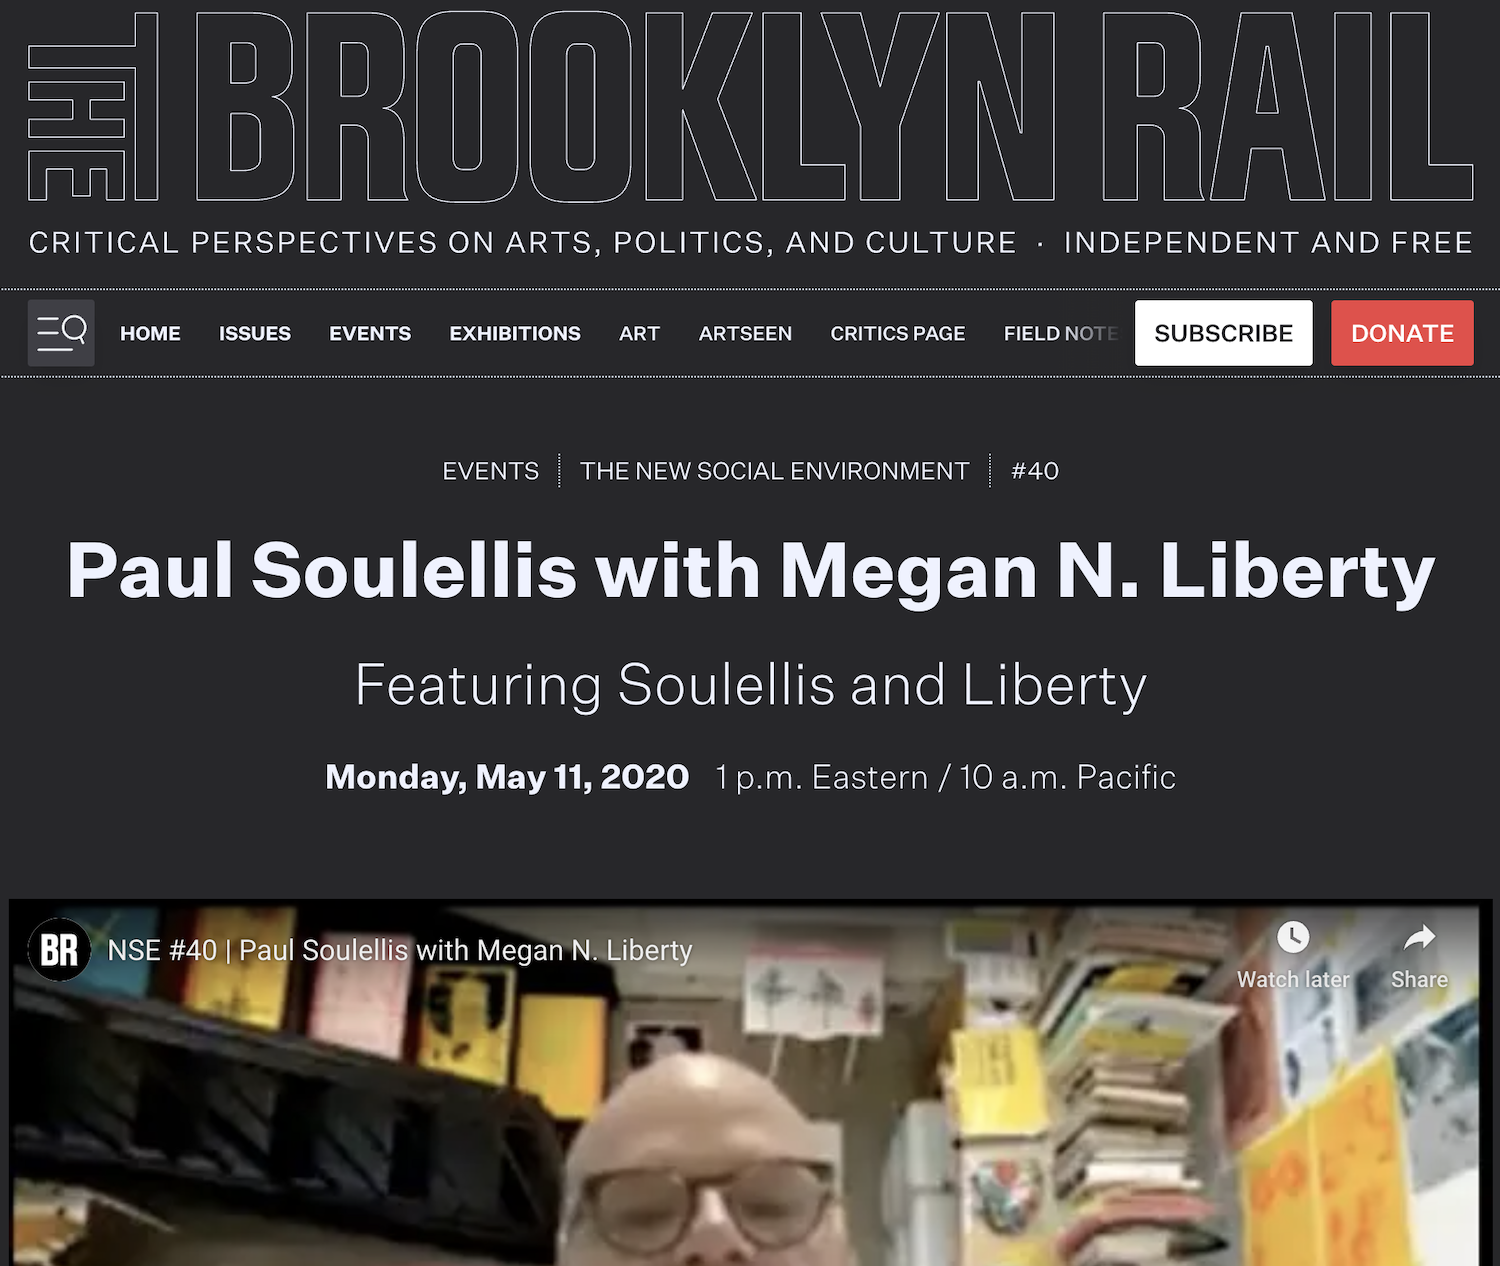 THE BROOKLYN RAIL
CRITICAL PERSPECTIVES ON ARTS, POLITICS, AND CULTURE · INDEPENDENT AND FREE
HOME ISSUES EVENTS EXHIBITIONS ART ARTSEEN CRITICS PAGE FIELD NOTE SUBSCRIBE DONATE
EVENTS THE NEW SOCIAL ENVIRONMENT #40
Paul Soulellis with Megan N. Liberty
Featuring Soulellis and Liberty
Monday, May 11, 2020 1 p.m. Eastern / 10 a.m. Pacific
BR NSE #40 | Paul Soulellis with Megan N. Liberty
Watch later Share